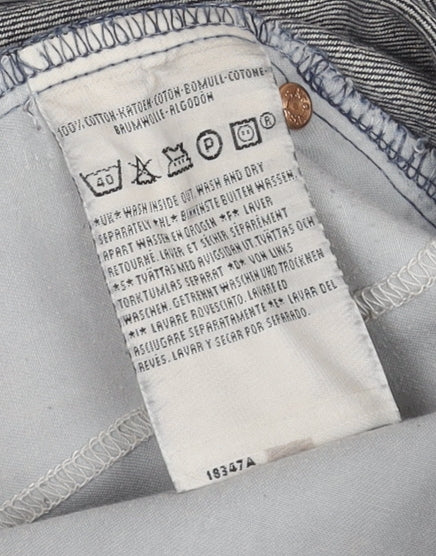 100% COTTON-KATOEN-COTON-BOMULL-COTONE-
BAUMWOLLE-ALGODÓN
40 P ®
*UK* WASH INSIDE OUT WASH AND DRY
SEPARATELY *NL* BINNENSTE BUITEN WASSEN.
APART WASSEN EN DROGEN *F* LAVER
RETOURNE. LAVER ET SEINER SEPARÉMENT
*S* TVÄTTAS MED AVIGSIDAN UT. TVÄTTAS OCH
TORKTUMLAS SEPARAT *D* VON LINKS
WASCHEN. GETRENNT WASCHEN UND TROCKNEN
*I* LAVARE ROVESCIATO. LAVARE ED
ASCIUGARE SEPARATAMENTE *E* LAVAR DEL
REVÉS. LAVAR Y SECAR POR SEPARADO.
18347A